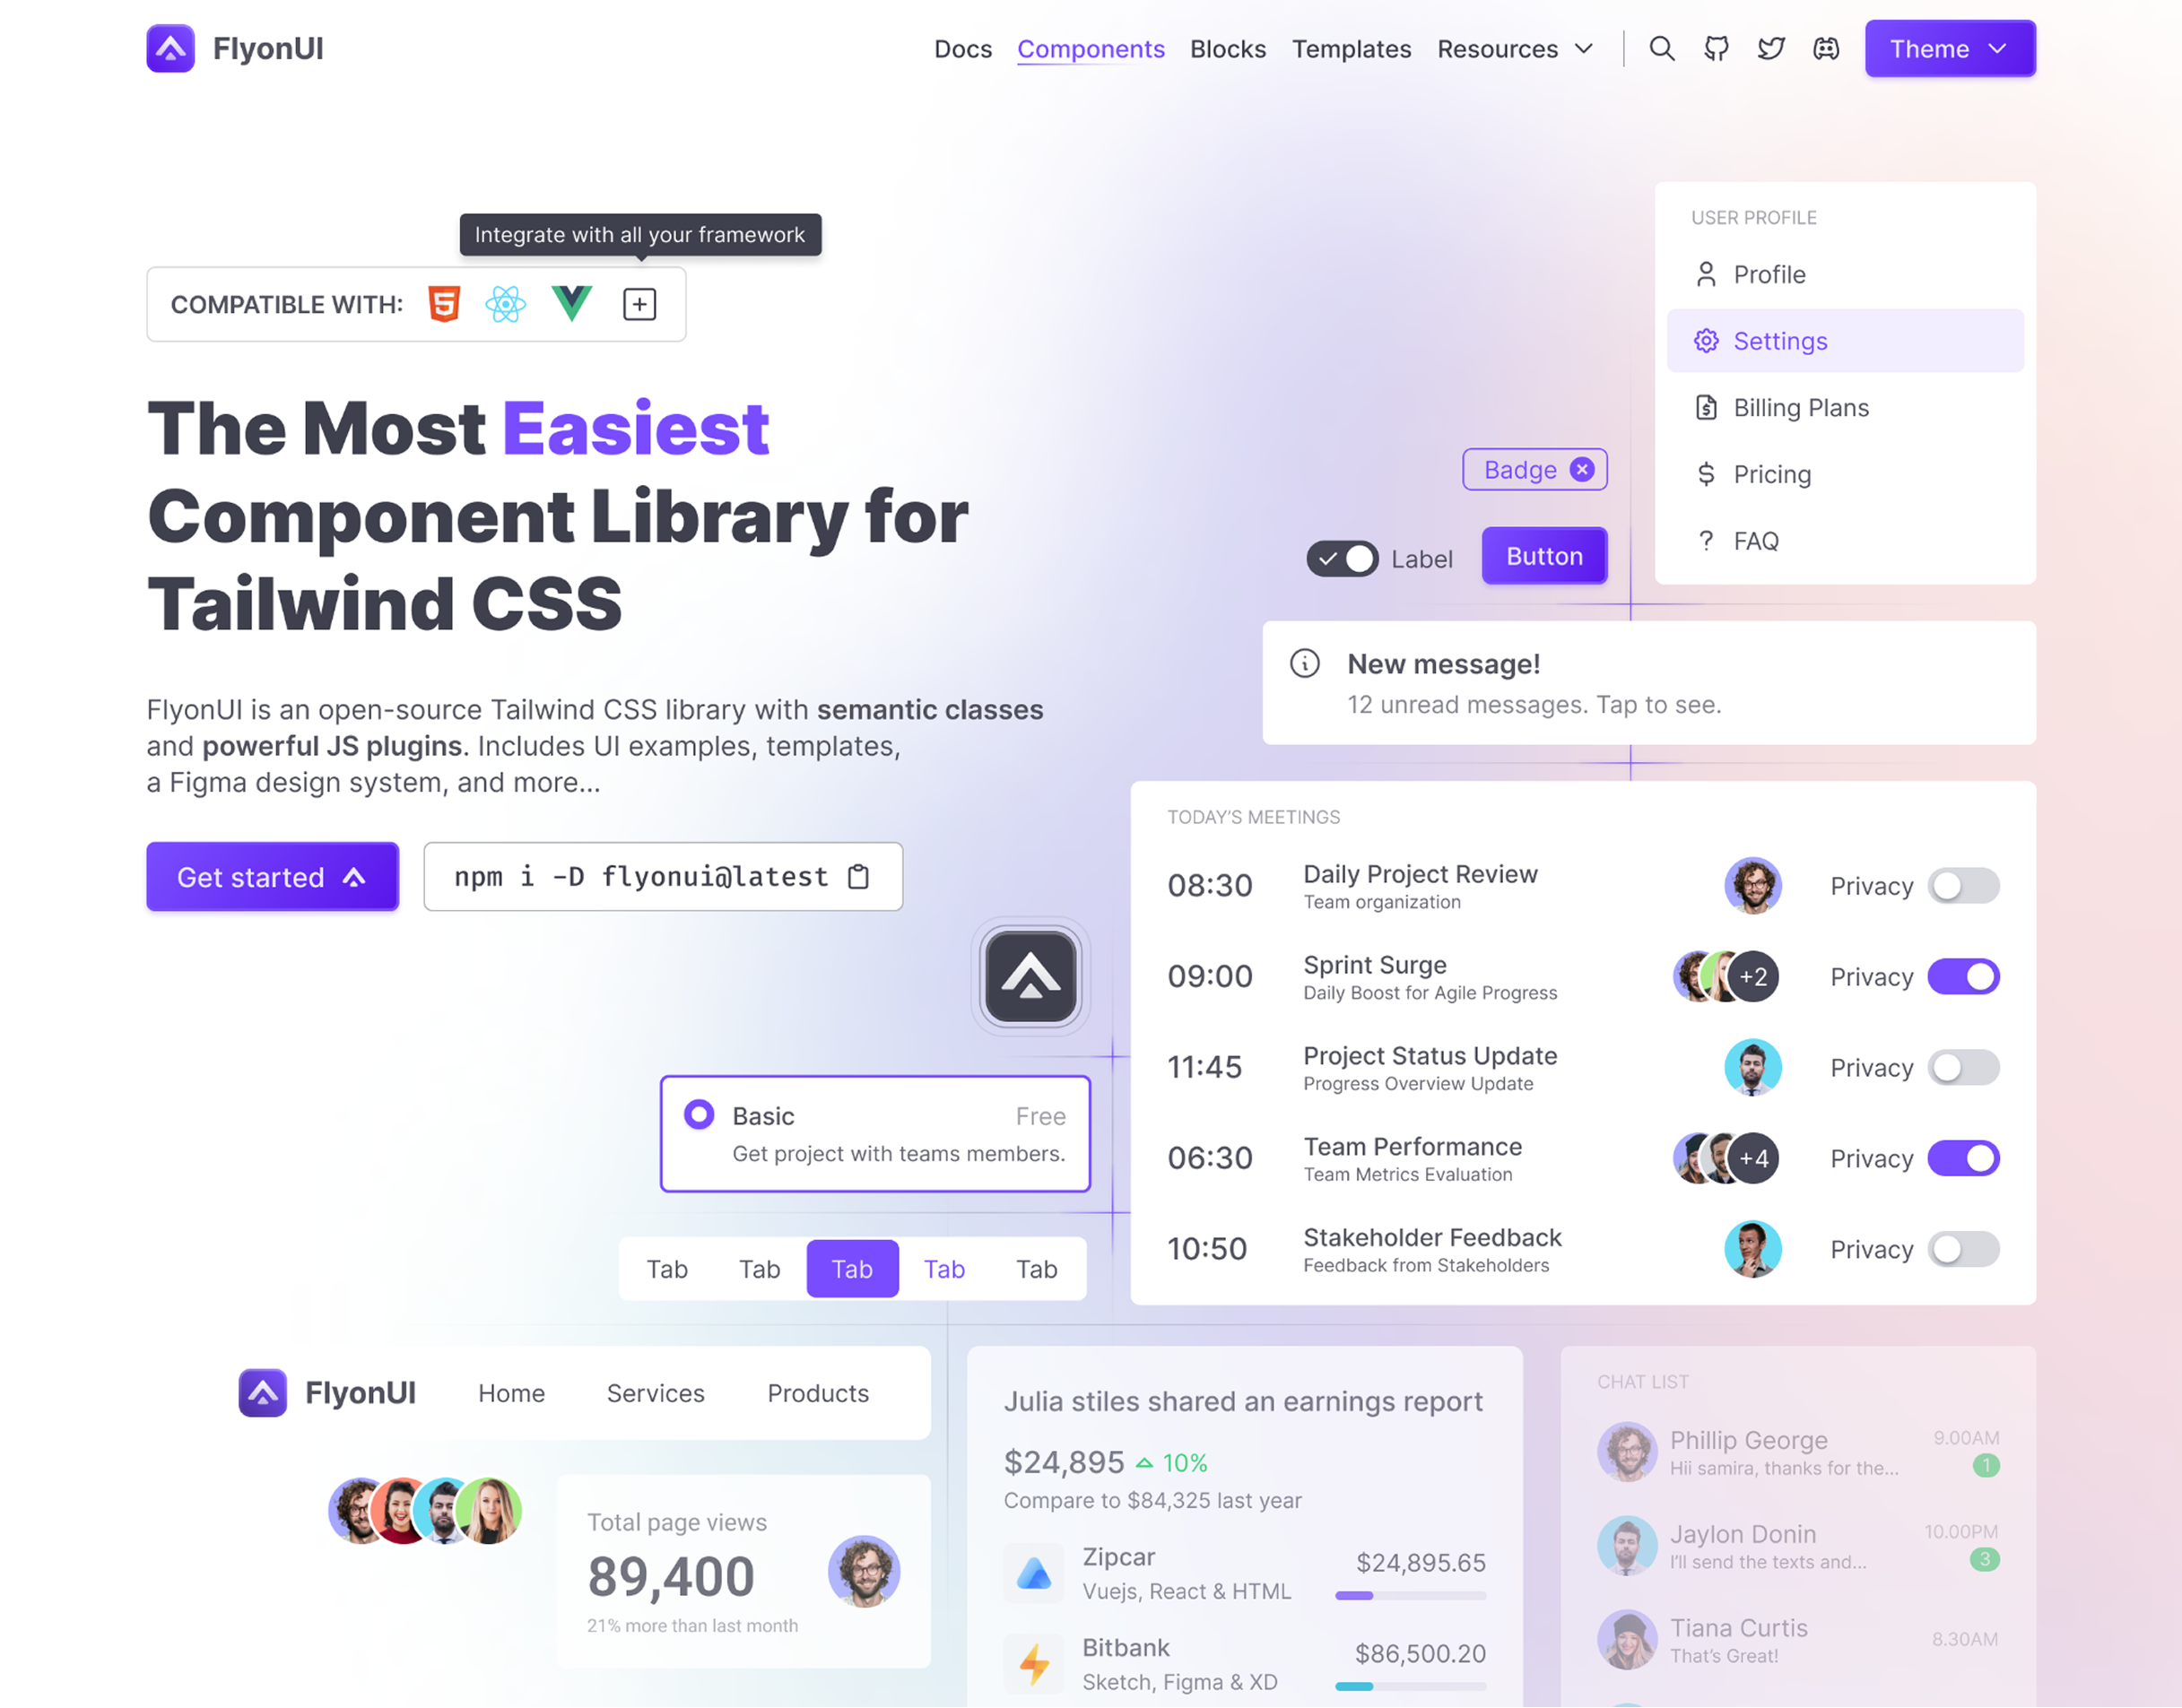 FlyonUI
Docs Components Blocks Templates Resources Theme
Integrate with all your framework
COMPATIBLE WITH:
The Most Easiest
Component Library for
Tailwind CSS
FlyonUI is an open-source Tailwind CSS library with semantic classes
and powerful JS plugins. Includes UI examples, templates,
a Figma design system, and more...
Get started
npm i -D flyonui@latest
USER PROFILE
Profile
Settings
Billing Plans
Pricing
? FAQ
Badge
Label
Button
New message!
12 unread messages. Tap to see.
TODAY'S MEETINGS
08:30
Daily Project Review
Team organization
Privacy
09:00
Sprint Surge
Daily Boost for Agile Progress
+2
Privacy
11:45
Project Status Update
Progress Overview Update
Privacy
06:30
Team Performance
Team Metrics Evaluation
+4
Privacy
10:50
Stakeholder Feedback
Feedback from Stakeholders
Privacy
Basic Free
Get project with teams members.
Tab Tab Tab Tab Tab
FlyonUI Home Services Products
Total page views
89,400
21% more than last month
Julia stiles shared an earnings report
$24,895 10%
Compare to $84,325 last year
Zipcar
Vuejs, React & HTML
$24,895.65
Bitbank
Sketch, Figma & XD
$86,500.20
CHAT LIST
Phillip George
Hii samira, thanks for the...
9.00AM
1
Jaylon Donin
I'll send the texts and...
10.00PM
3
Tiana Curtis
That's Great!
8.30AM